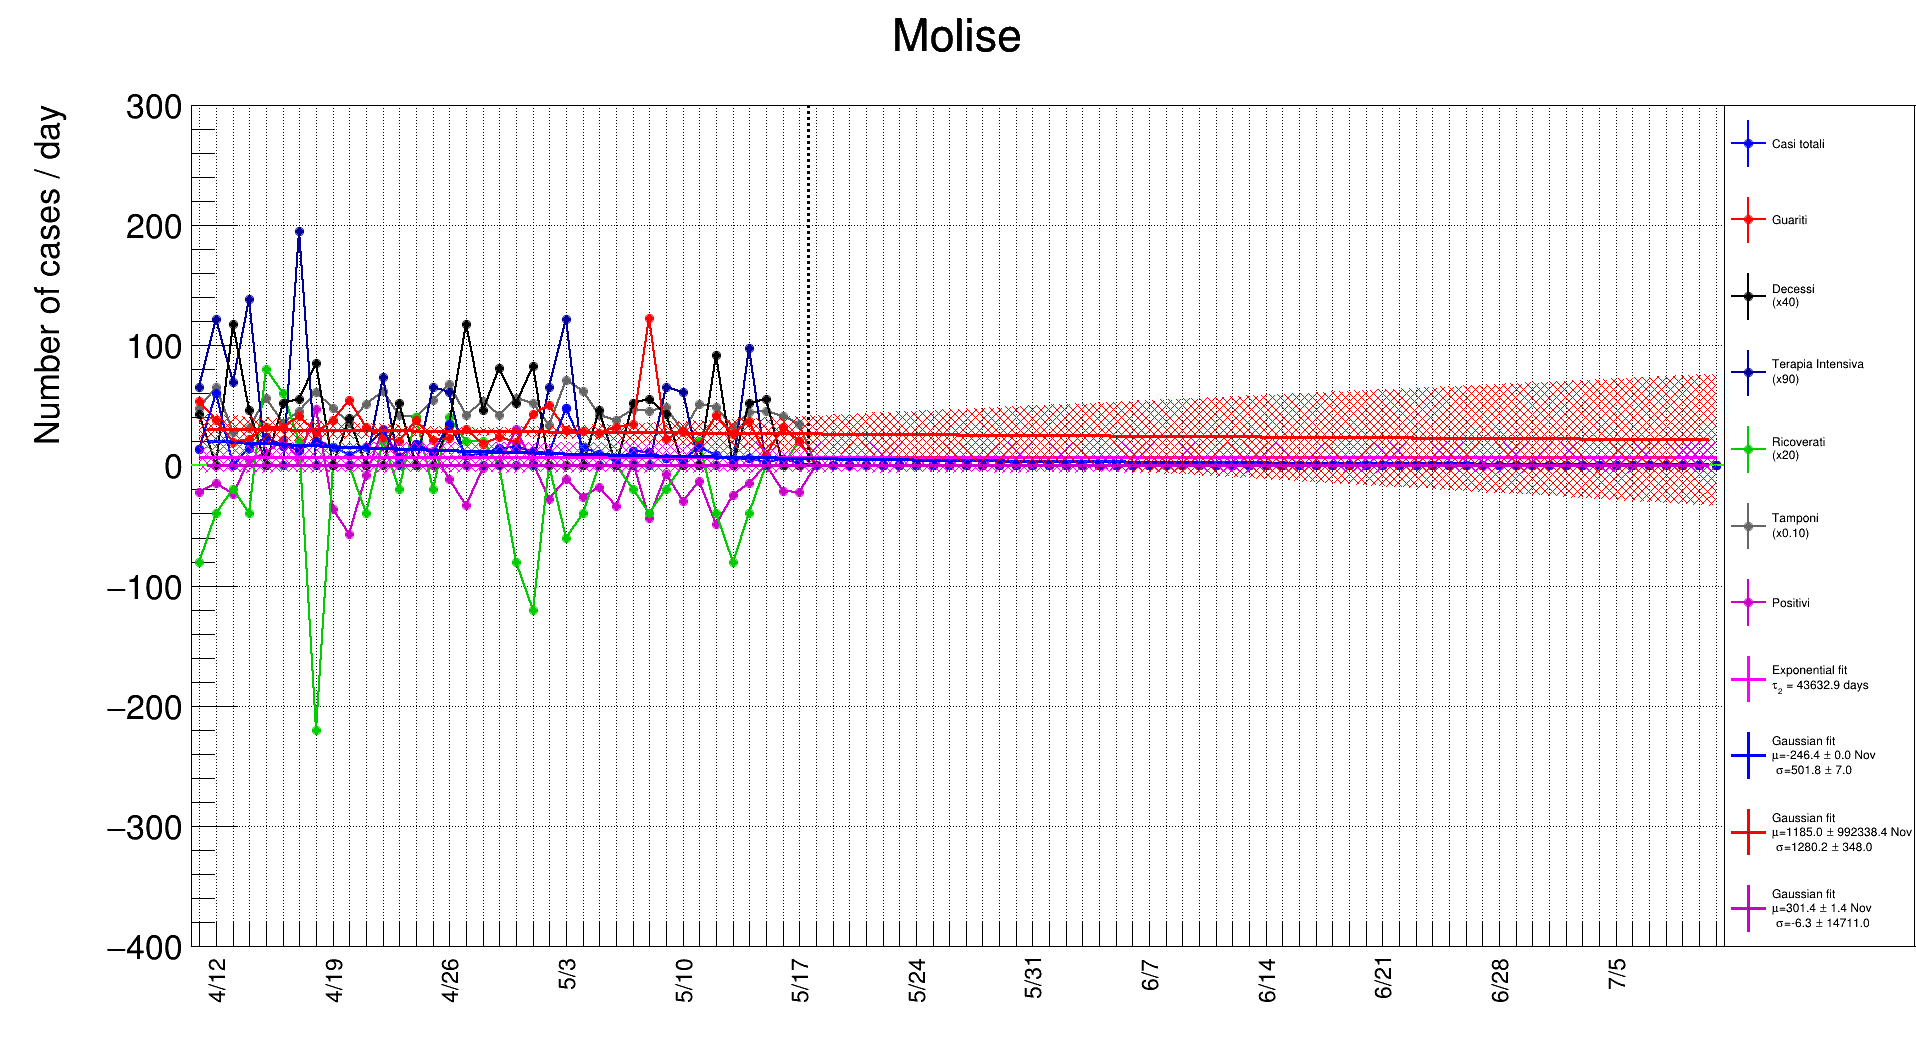 Molise
Number of cases / day
300
200
100
0
−100
−200
−300
−400
4/12
4/19
4/26
5/3
5/10
5/17
5/24
5/31
6/7
6/14
6/21
6/28
7/5
Casi totali
Guariti
Decessi
(x40)
Terapia Intensiva
(x90)
Ricoverati
(x20)
Tamponi
(x0.10)
Positivi
Exponential fit
τ2 = 43632.9 days
Gaussian fit
μ=-246.4 ± 0.0 Nov
σ=501.8 ± 7.0
Gaussian fit
μ=1185.0 ± 992338.4 Nov
σ=1280.2 ± 348.0
Gaussian fit
μ=301.4 ± 1.4 Nov
σ=-6.3 ± 14711.0